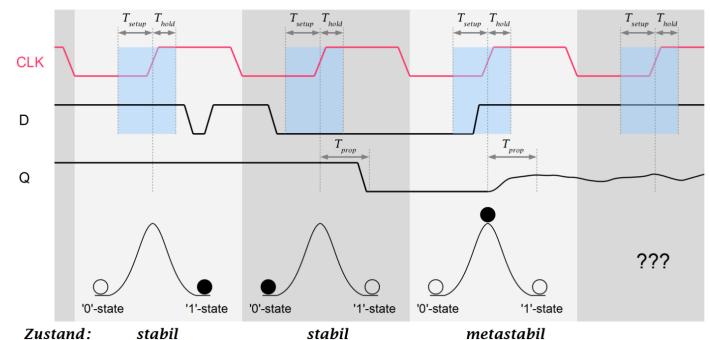 T_setup T_hold T_setup T_hold T_setup T_hold T_setup T_hold
CLK
D
T_prop T_prop
Q
???
'0'-state '1'-state '0'-state '1'-state '0'-state '1'-state
Zustand: stabil stabil metastabil